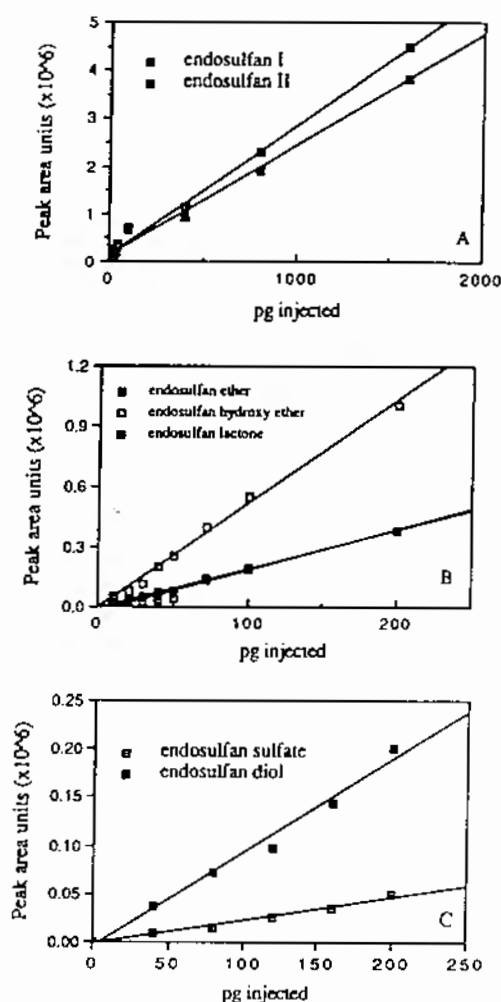 5
endosulfan I
endosulfan II
4
3
2
1
0
Peak area units (x10^6)
A
1000
2000
pg injected
1.2
endosulfan ether
endosulfan hydroxy ether
endosulfan lactone
0.9
0.6
0.3
0.0
Peak area units (x10^6)
B
0
100
200
pg injected
0.25
endosulfan sulfate
endosulfan diol
0.20
0.15
0.10
0.05
0.00
Peak area units (x10^6)
C
0
50
100
150
200
250
pg injected